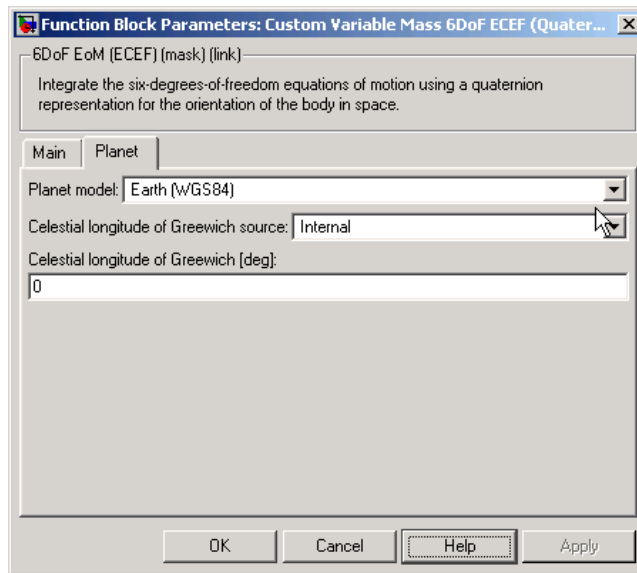 Function Block Parameters: Custom Variable Mass 6DoF ECEF (Quater...
6DoF EoM (ECEF) (mask) (link)
Integrate the six-degrees-of-freedom equations of motion using a quaternion
representation for the orientation of the body in space.
Main Planet
Planet model: Earth (WGS84)
Celestial longitude of Greewich source: Internal
Celestial longitude of Greewich [deg]:
0
OK Cancel Help Apply